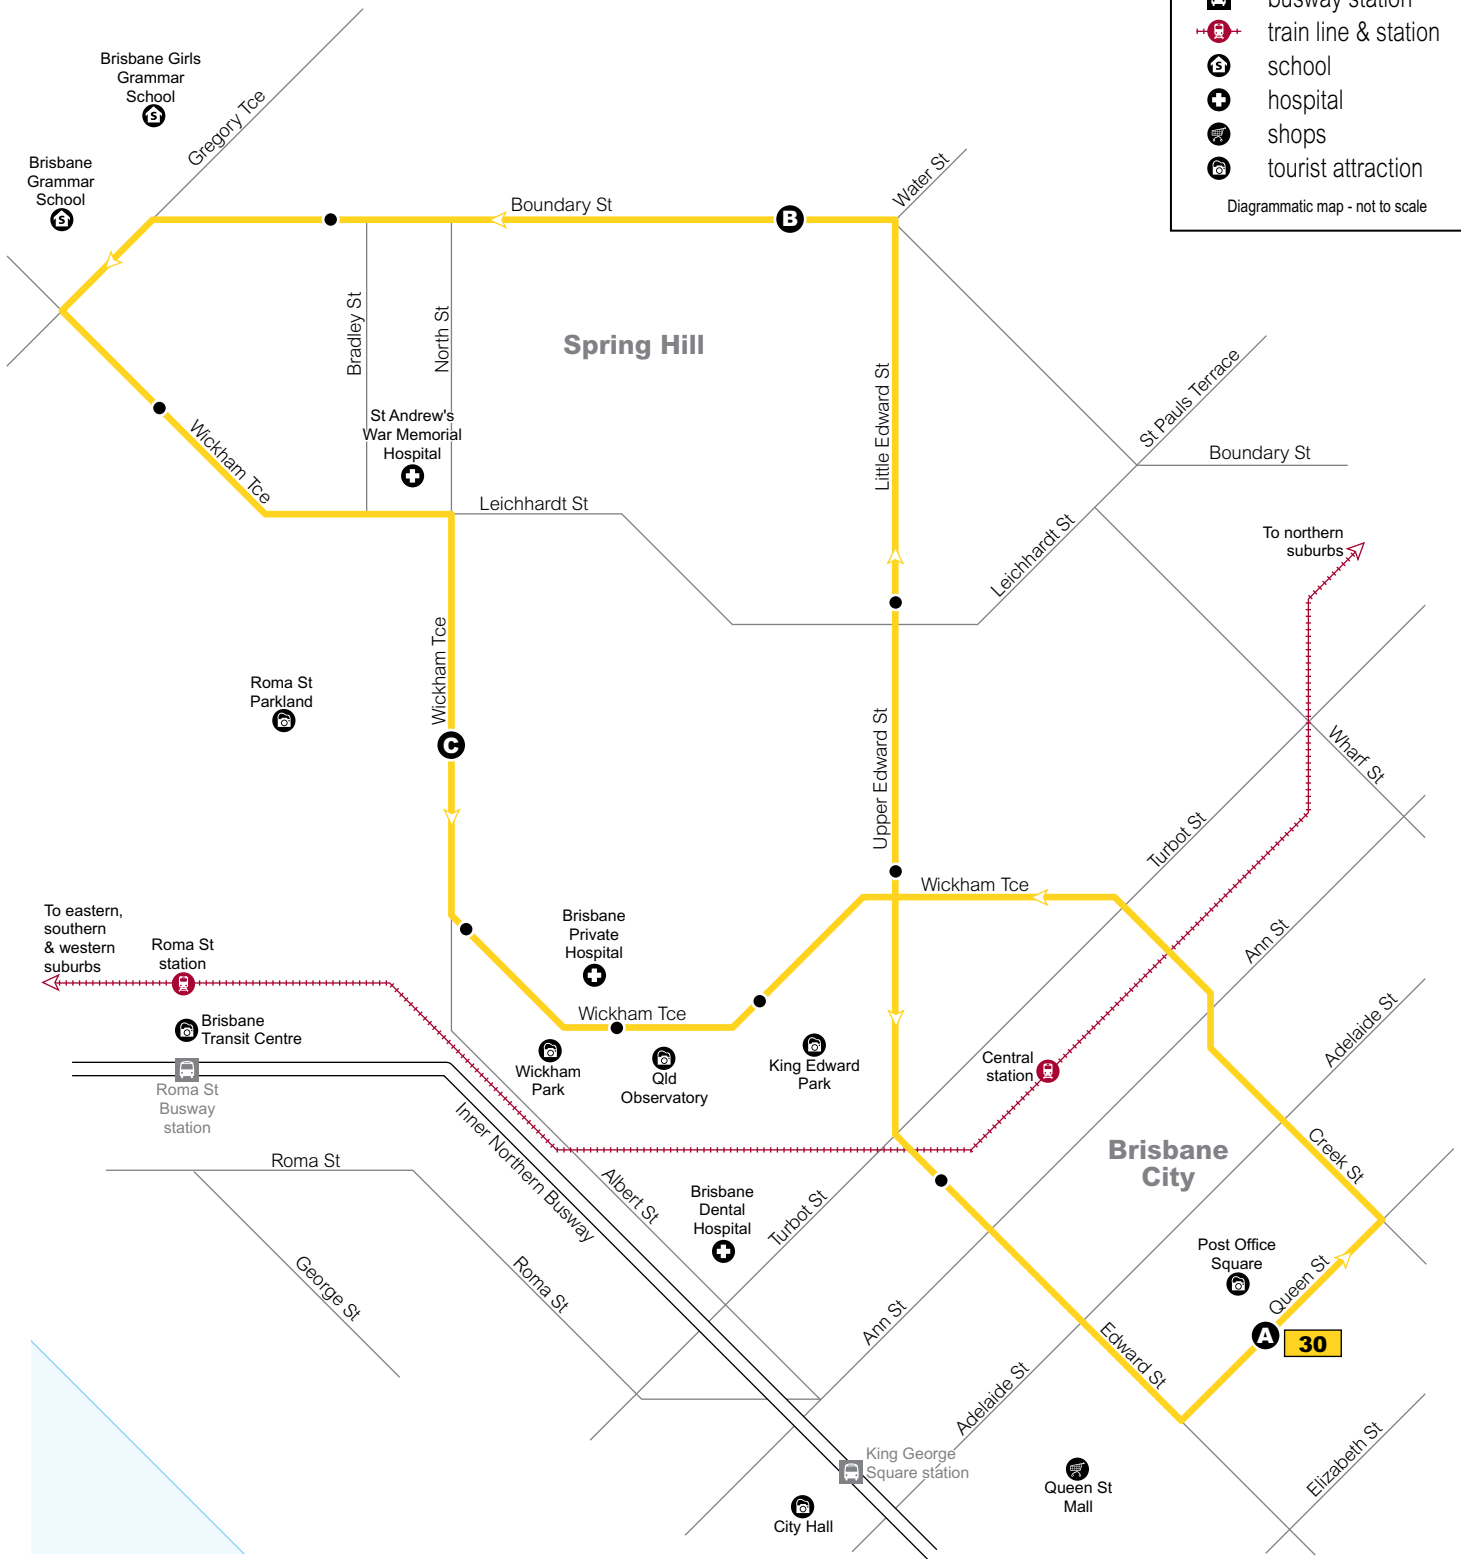 busway station
train line & station
school
hospital
shops
tourist attraction
Diagrammatic map - not to scale
Brisbane Girls
Grammar
School
Gregory Tce
Brisbane
Grammar
School
Boundary St
B
Water St
Bradley St
North St
Spring Hill
Little Edward St
St Pauls Terrace
Boundary St
St Andrew's
War Memorial
Hospital
Wickham Tce
Leichhardt St
Leichhardt St
To northern
suburbs
Wickham Tce
Roma St
Parkland
C
Upper Edward St
Wharf St
Turbot St
Wickham Tce
Ann St
To eastern,
southern
& western
suburbs
Roma St
station
Brisbane
Private
Hospital
Brisbane
Transit Centre
Wickham Tce
Adelaide St
Wickham
Park
Qld
Observatory
King Edward
Park
Central
station
Roma St
Busway
station
Inner Northern Busway
Roma St
Albert St
Brisbane
Dental
Hospital
Turbot St
Brisbane
City
Creek St
Post Office
Square
Queen St
George St
Roma St
Ann St
A
30
Edward St
Adelaide St
King George
Square station
City Hall
Queen St
Mall
Elizabeth St